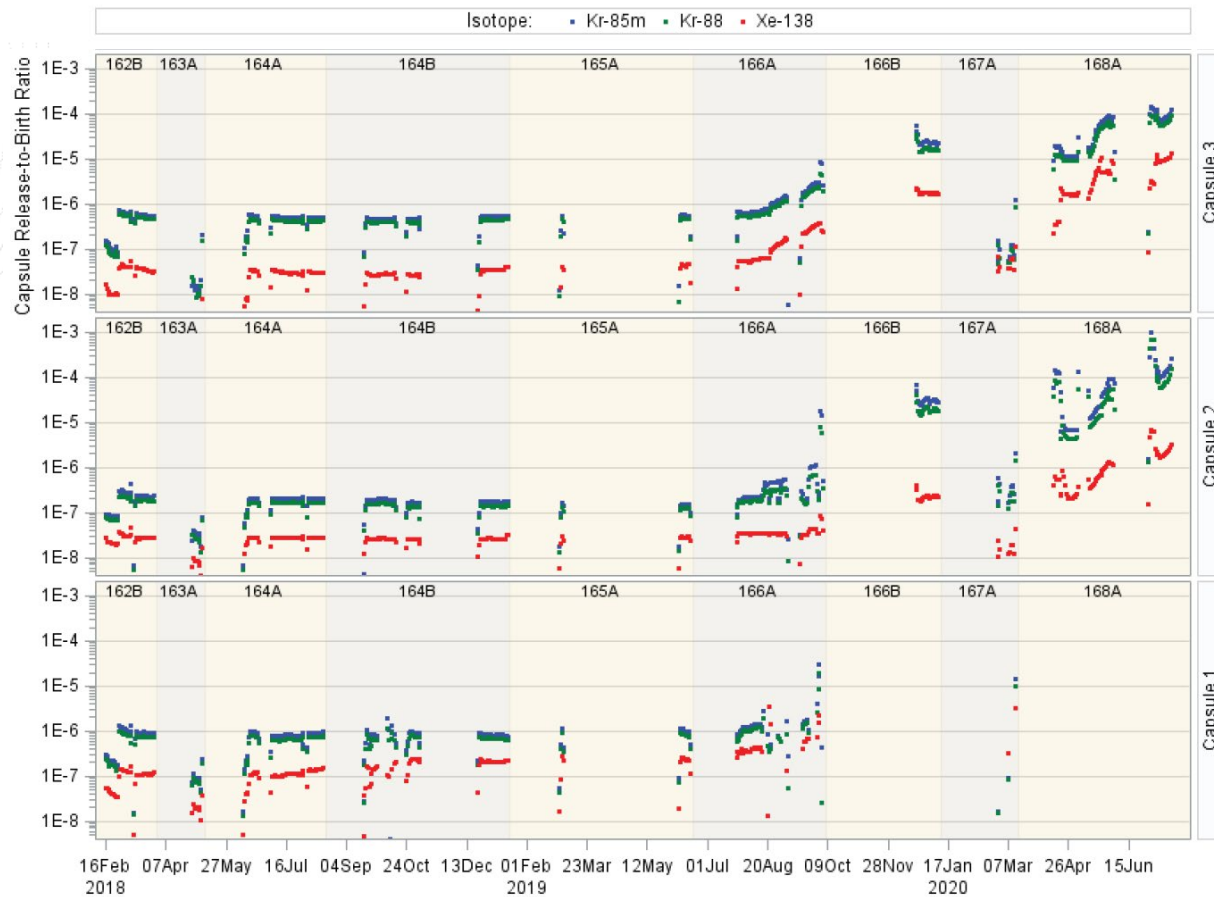 Isotope: Kr-85m Kr-88 Xe-138
Capsule Release-to-Birth Ratio
162B 163A 164A 164B 165A 166A 166B 167A 168A
1E-3
1E-4
1E-5
1E-6
1E-7
1E-8
Capsule 3
162B 163A 164A 164B 165A 166A 166B 167A 168A
1E-3
1E-4
1E-5
1E-6
1E-7
1E-8
Capsule 2
162B 163A 164A 164B 165A 166A 166B 167A 168A
1E-3
1E-4
1E-5
1E-6
1E-7
1E-8
Capsule 1
16Feb 07Apr 27May 16Jul 04Sep 24Oct 13Dec 01Feb 23Mar 12May 01Jul 20Aug 09Oct 28Nov 17Jan 07Mar 26Apr 15Jun
2018 2019 2020